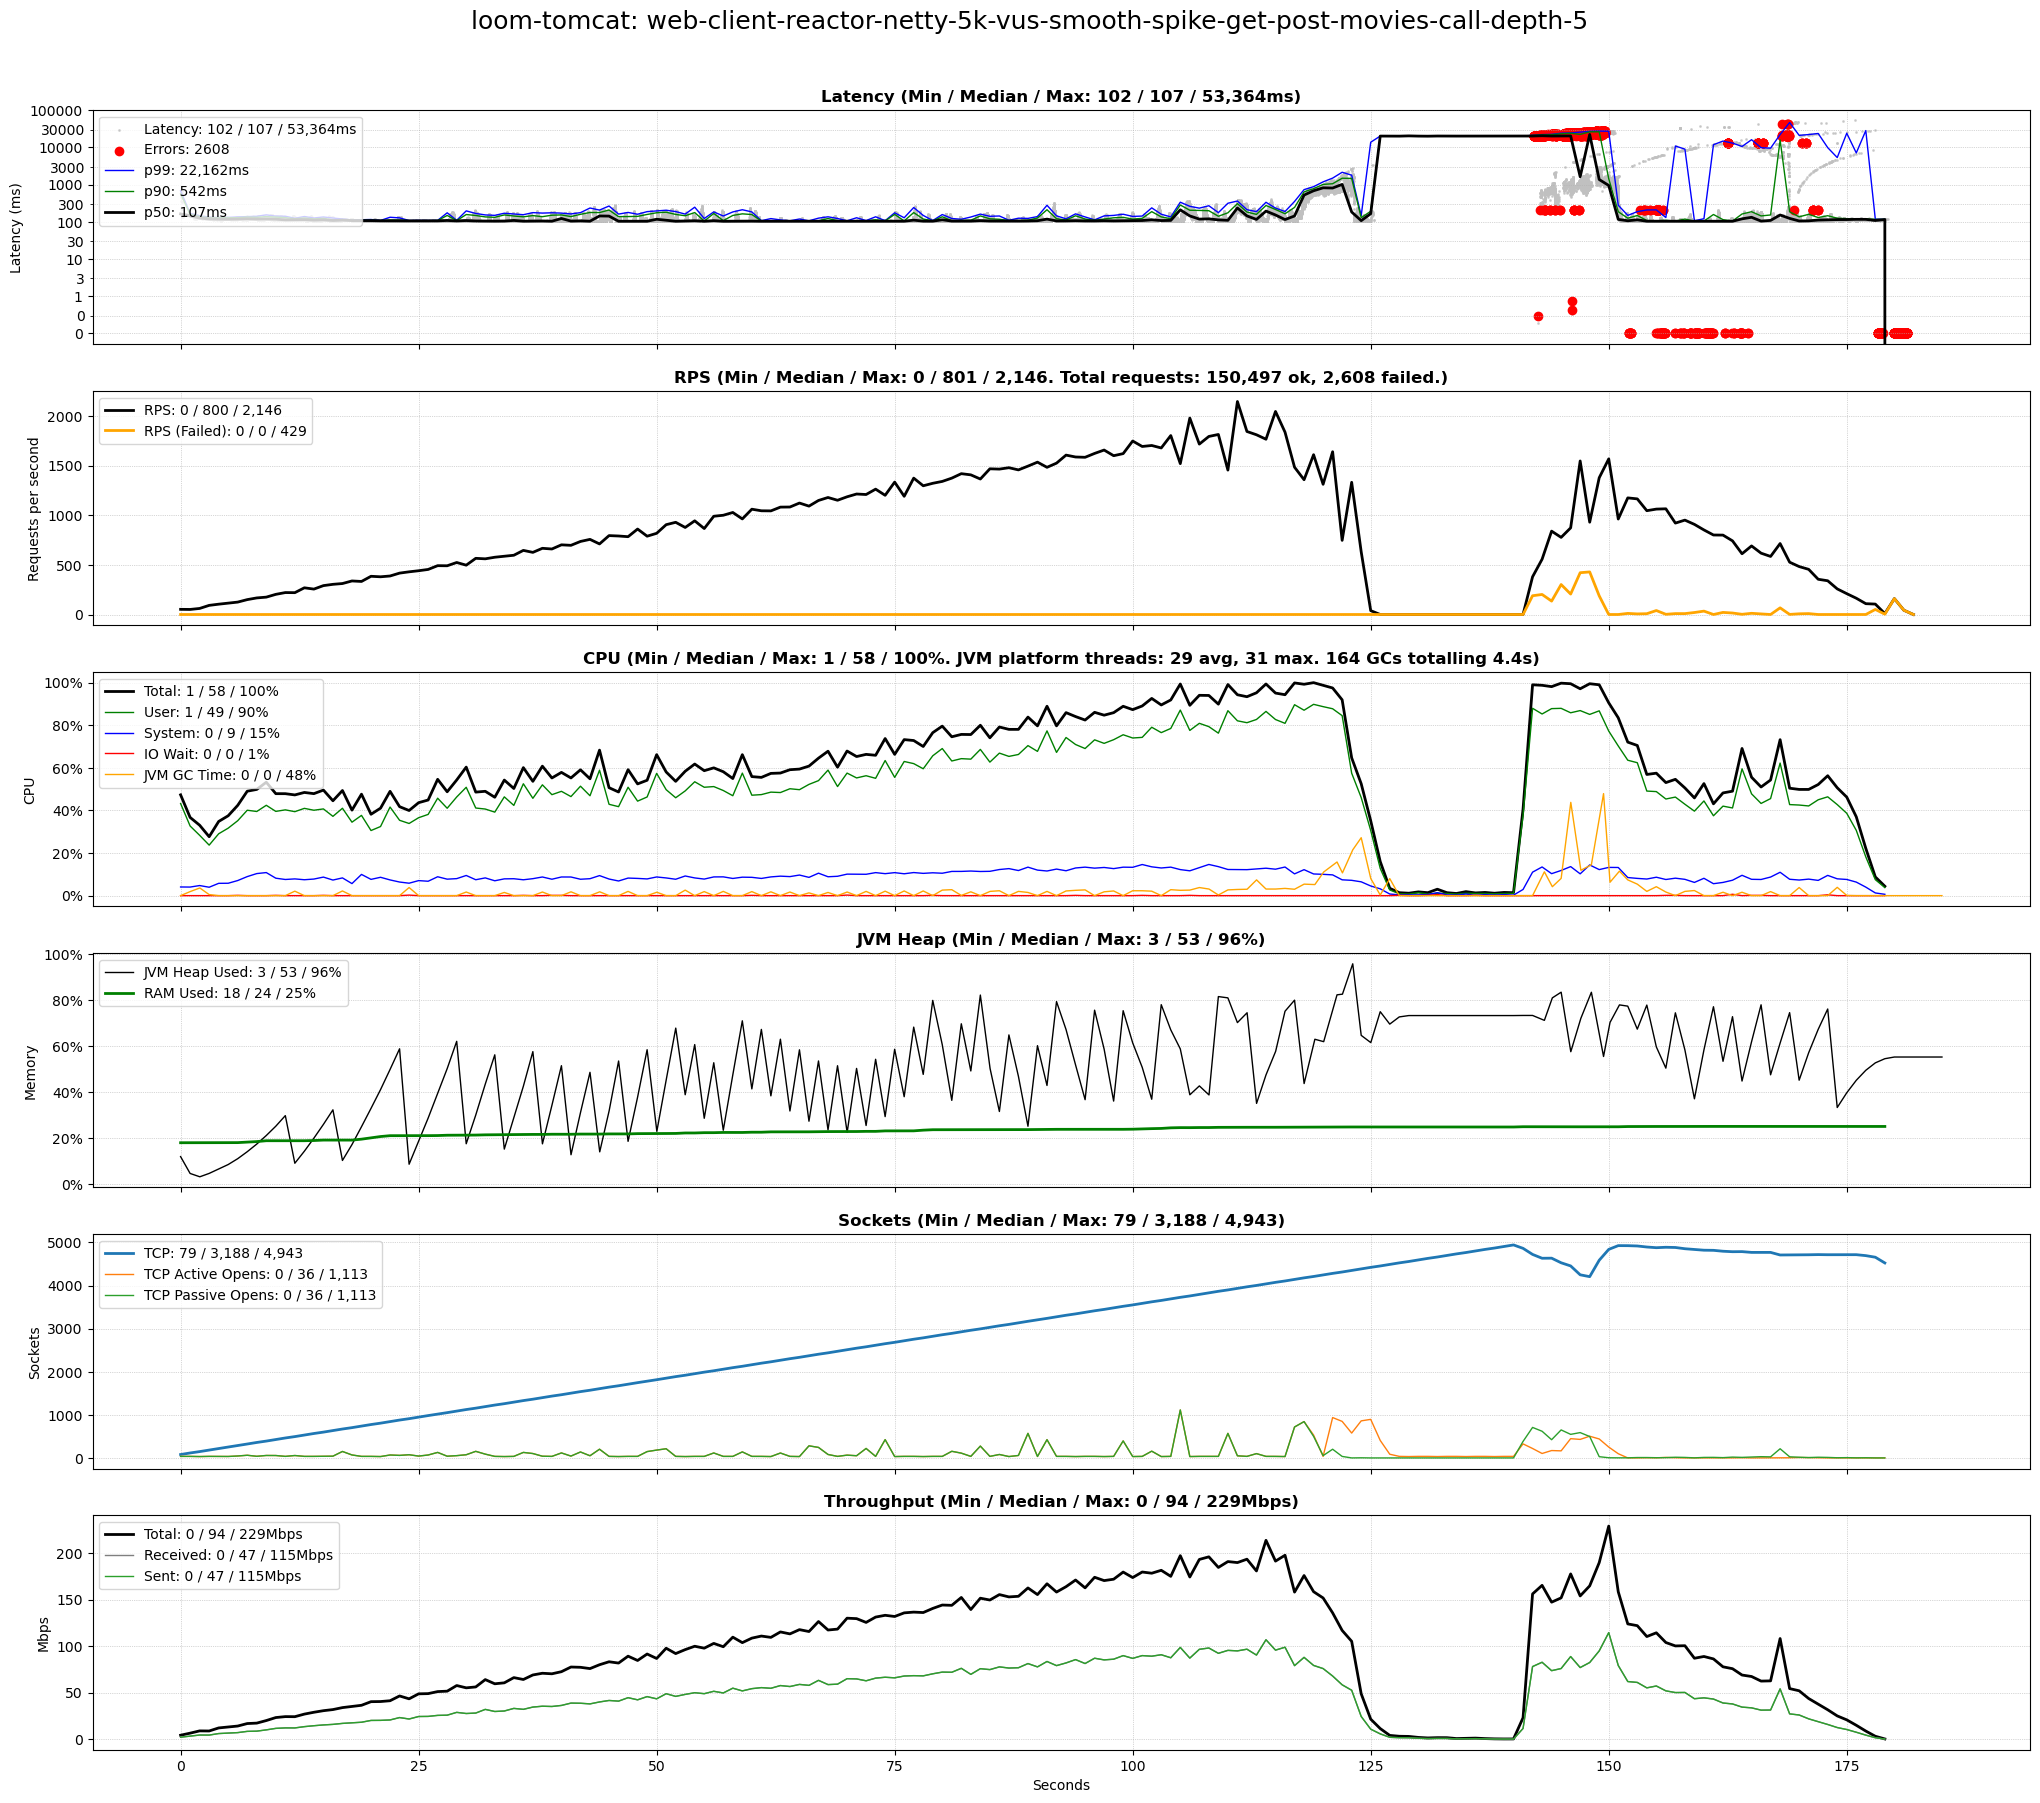 loom-tomcat: web-client-reactor-netty-5k-vus-smooth-spike-get-post-movies-call-depth-5
Latency (Min / Median / Max: 102 / 107 / 53,364ms)
Latency (ms)
100000
30000
10000
3000
1000
300
100
30
10
3
1
0
0
Latency: 102 / 107 / 53,364ms
Errors: 2608
p99: 22,162ms
p90: 542ms
p50: 107ms
RPS (Min / Median / Max: 0 / 801 / 2,146. Total requests: 150,497 ok, 2,608 failed.)
Requests per second
2000
1500
1000
500
0
RPS: 0 / 800 / 2,146
RPS (Failed): 0 / 0 / 429
CPU (Min / Median / Max: 1 / 58 / 100%. JVM platform threads: 29 avg, 31 max. 164 GCs totalling 4.4s)
CPU
100%
80%
60%
40%
20%
0%
Total: 1 / 58 / 100%
User: 1 / 49 / 90%
System: 0 / 9 / 15%
IO Wait: 0 / 0 / 1%
JVM GC Time: 0 / 0 / 48%
JVM Heap (Min / Median / Max: 3 / 53 / 96%)
Memory
100%
80%
60%
40%
20%
0%
JVM Heap Used: 3 / 53 / 96%
RAM Used: 18 / 24 / 25%
Sockets (Min / Median / Max: 79 / 3,188 / 4,943)
Sockets
5000
4000
3000
2000
1000
0
TCP: 79 / 3,188 / 4,943
TCP Active Opens: 0 / 36 / 1,113
TCP Passive Opens: 0 / 36 / 1,113
Throughput (Min / Median / Max: 0 / 94 / 229Mbps)
Mbps
200
150
100
50
0
Total: 0 / 94 / 229Mbps
Received: 0 / 47 / 115Mbps
Sent: 0 / 47 / 115Mbps
0 25 50 75 100 125 150 175
Seconds